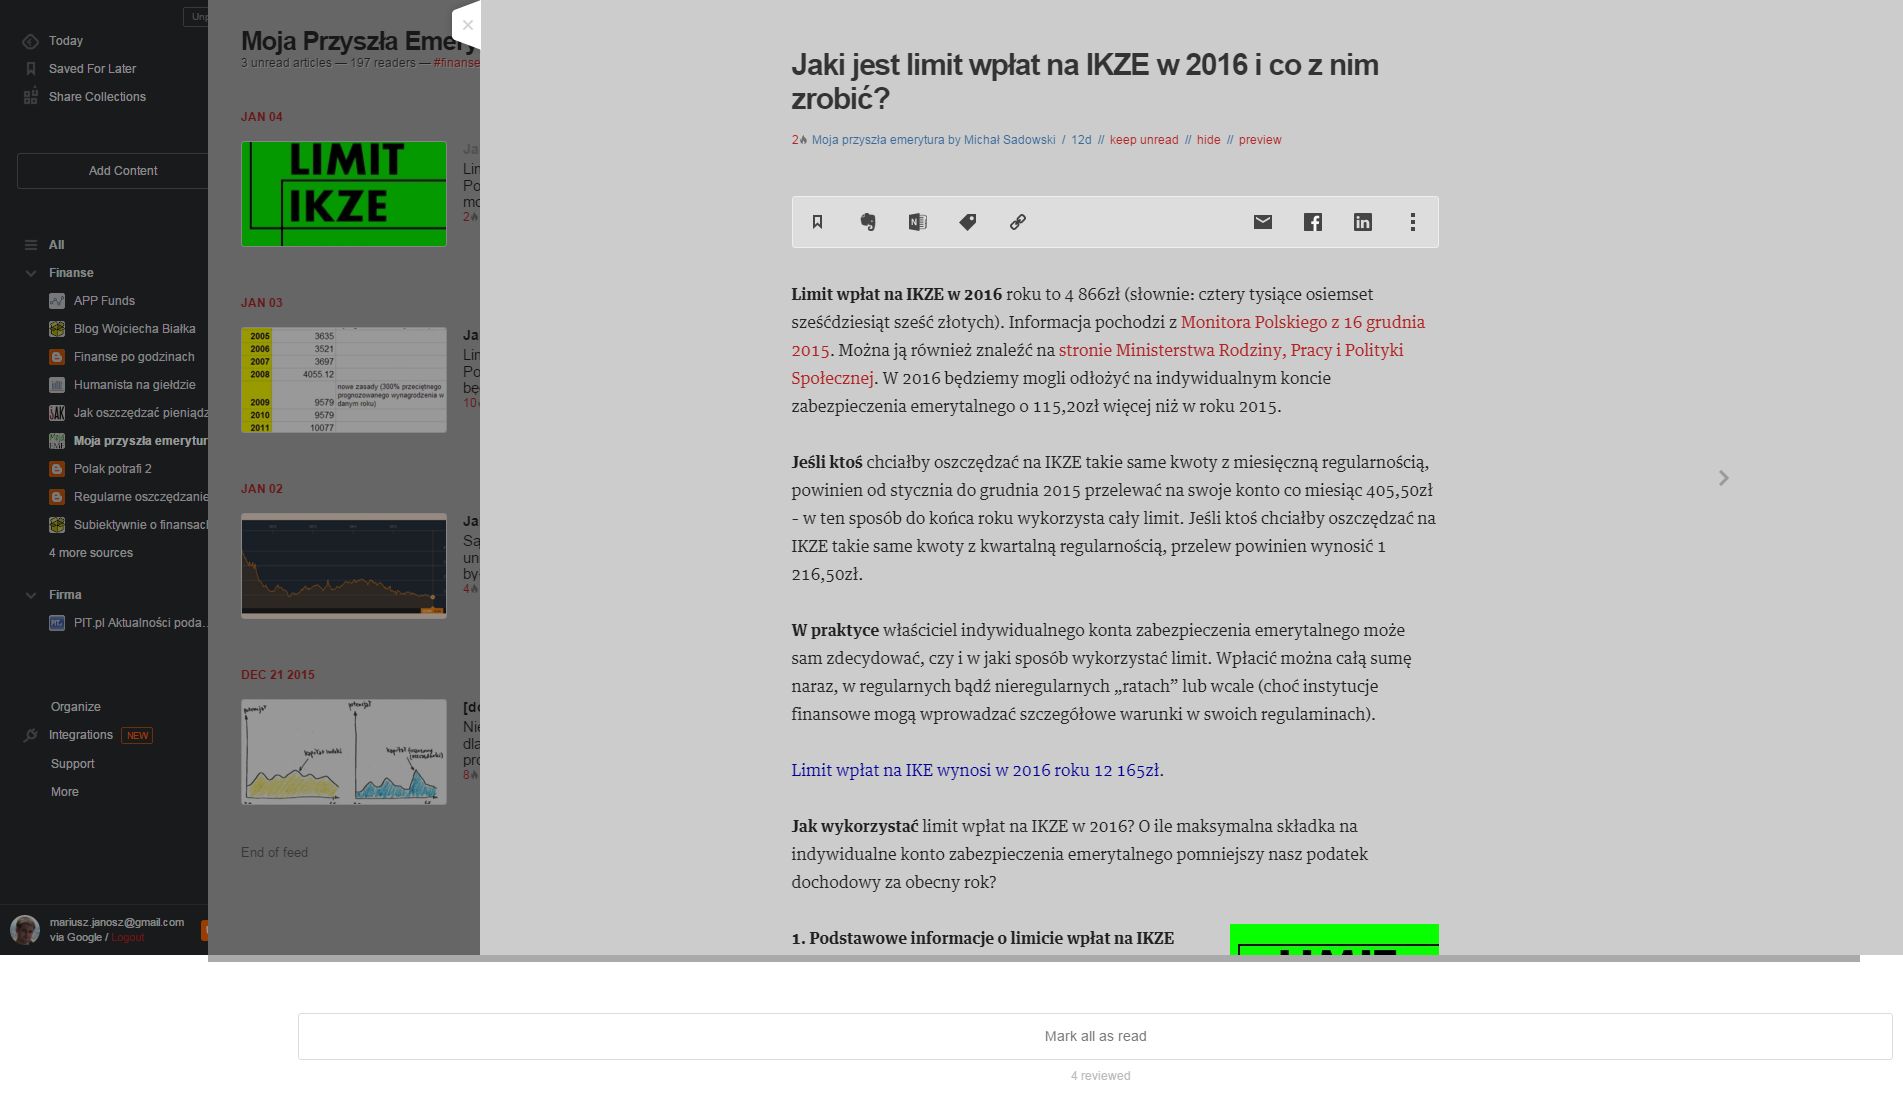 Today
Saved For Later
Share Collections
Add Content
All
Finanse
APP Funds
Blog Wojciecha Białka
Finanse po godzinach
Humanista na giełdzie
Jak oszczędzać pieniądz
Moja przyszła emerytur
Polak potrafi 2
Regularne oszczędzanie
Subiektywnie o finansach
4 more sources
Firma
PIT.pl Aktualności poda…
Organize
Integrations NEW
Support
More
mariusz.janosz@gmail.com
via Google / Logout
Moja Przyszła Emery
3 unread articles — 197 readers — #finanse
JAN 04
LIMIT
IKZE
Ja
Lin
Po
mo
2
JAN 03
2005 3635
2006 3521
2007 3697
2008 4055.12
nowe zasady (300% przeciętnego
prognozowanego wynagrodzenia w
2009 9579 danym roku)
2010 9579
2011 10077
Ja
Lin
Po
bę
10
JAN 02
Ja
Są
un
by
4
DEC 21 2015
potencjał potencjał
kapitał ludzki
[do
Nie
dla
pro
8
End of feed
Jaki jest limit wpłat na IKZE w 2016 i co z nim
zrobić?
2 Moja przyszła emerytura by Michał Sadowski / 12d // keep unread // hide // preview
Limit wpłat na IKZE w 2016 roku to 4 866zł (słownie: cztery tysiące osiemset
sześćdziesiąt sześć złotych). Informacja pochodzi z Monitora Polskiego z 16 grudnia
2015. Można ją również znaleźć na stronie Ministerstwa Rodziny, Pracy i Polityki
Społecznej. W 2016 będziemy mogli odłożyć na indywidualnym koncie
zabezpieczenia emerytalnego o 115,20zł więcej niż w roku 2015.
Jeśli ktoś chciałby oszczędzać na IKZE takie same kwoty z miesięczną regularnością,
powinien od stycznia do grudnia 2015 przelewać na swoje konto co miesiąc 405,50zł
- w ten sposób do końca roku wykorzysta cały limit. Jeśli ktoś chciałby oszczędzać na
IKZE takie same kwoty z kwartalną regularnością, przelew powinien wynosić 1
216,50zł.
W praktyce właściciel indywidualnego konta zabezpieczenia emerytalnego może
sam zdecydować, czy i w jaki sposób wykorzystać limit. Wpłacić można całą sumę
naraz, w regularnych bądź nieregularnych „ratach” lub wcale (choć instytucje
finansowe mogą wprowadzać szczegółowe warunki w swoich regulaminach).
Limit wpłat na IKE wynosi w 2016 roku 12 165zł.
Jak wykorzystać limit wpłat na IKZE w 2016? O ile maksymalna składka na
indywidualne konto zabezpieczenia emerytalnego pomniejszy nasz podatek
dochodowy za obecny rok?
1. Podstawowe informacje o limicie wpłat na IKZE
LIMIT
Mark all as read
4 reviewed